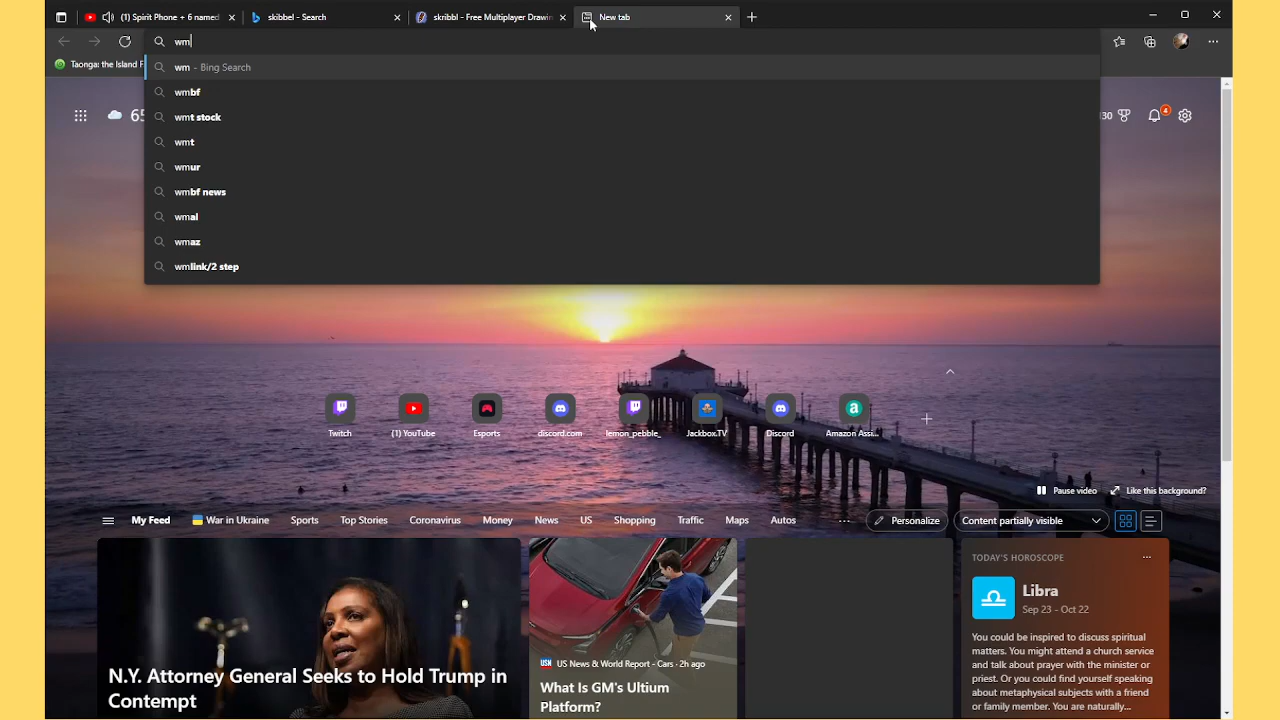 (1) Spirit Phone + 6 named
skibbel - Search
skribbl - Free Multiplayer Drawin
New tab
wm
Taonga: the Island F
wm - Bing Search
wmbf
wmt stock
wmt
wmur
wmbf news
wmal
wmaz
wmlink/2 step
65
30
4
Twitch
(1) YouTube
Esports
discord.com
lemon_pebble_
Jackbox.TV
Discord
Amazon Assi...
Pause video
Like this background?
My Feed
War in Ukraine
Sports
Top Stories
Coronavirus
Money
News
US
Shopping
Traffic
Maps
Autos
Personalize
Content partially visible
N.Y. Attorney General Seeks to Hold Trump in
Contempt
US News & World Report - Cars · 2h ago
What Is GM's Ultium
Platform?
TODAY'S HOROSCOPE
Libra
Sep 23 - Oct 22
You could be inspired to discuss spiritual
matters. You might attend a church service
and talk about prayer with the minister or
priest. Or you could find yourself speaking
about metaphysical subjects with a friend
or family member. You are naturally...